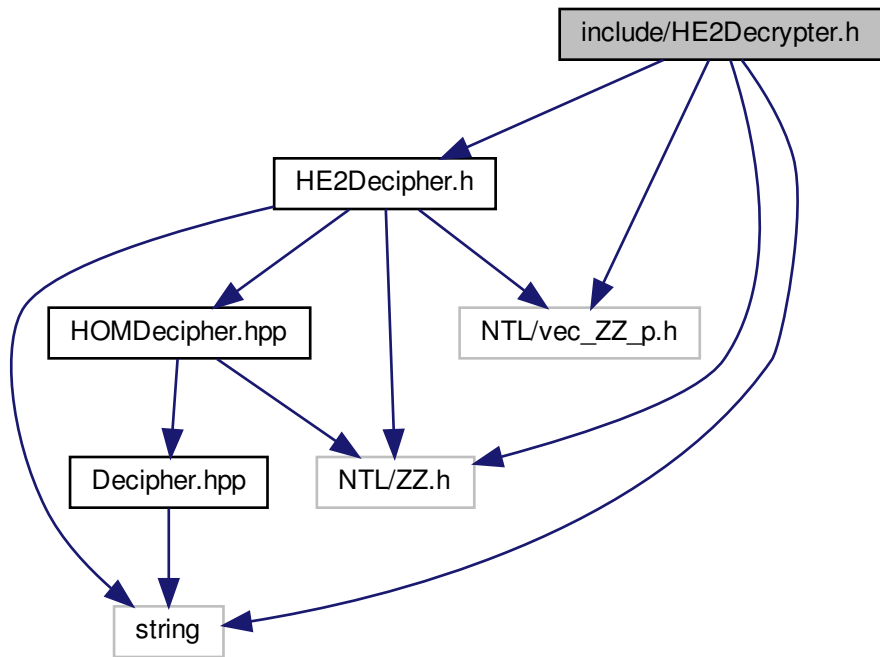 include/HE2Decrypter.h
HE2Decipher.h
HOMDecipher.hpp
NTL/vec_ZZ_p.h
Decipher.hpp
NTL/ZZ.h
string